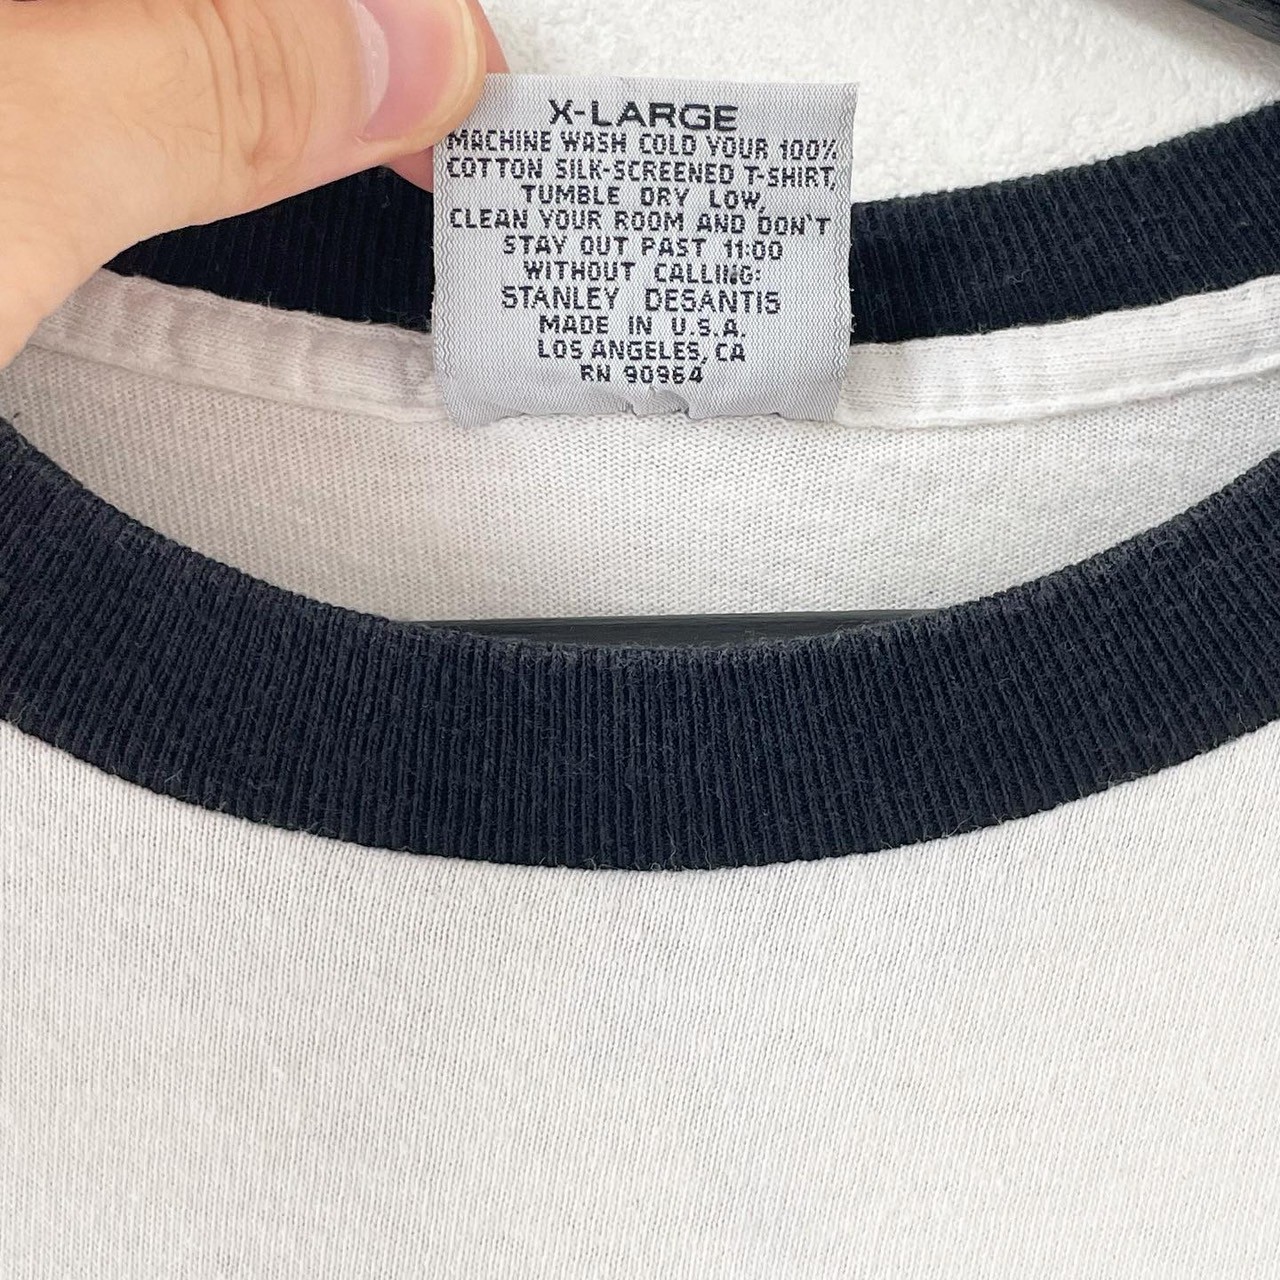 X-LARGE
MACHINE WASH COLD YOUR 100%
COTTON SILK-SCREENED T-SHIRT,
TUMBLE DRY LOW,
CLEAN YOUR ROOM AND DON'T
STAY OUT PAST 11:00
WITHOUT CALLING:
STANLEY DESANTIS
MADE IN U.S.A.
LOS ANGELES, CA
RN 90964